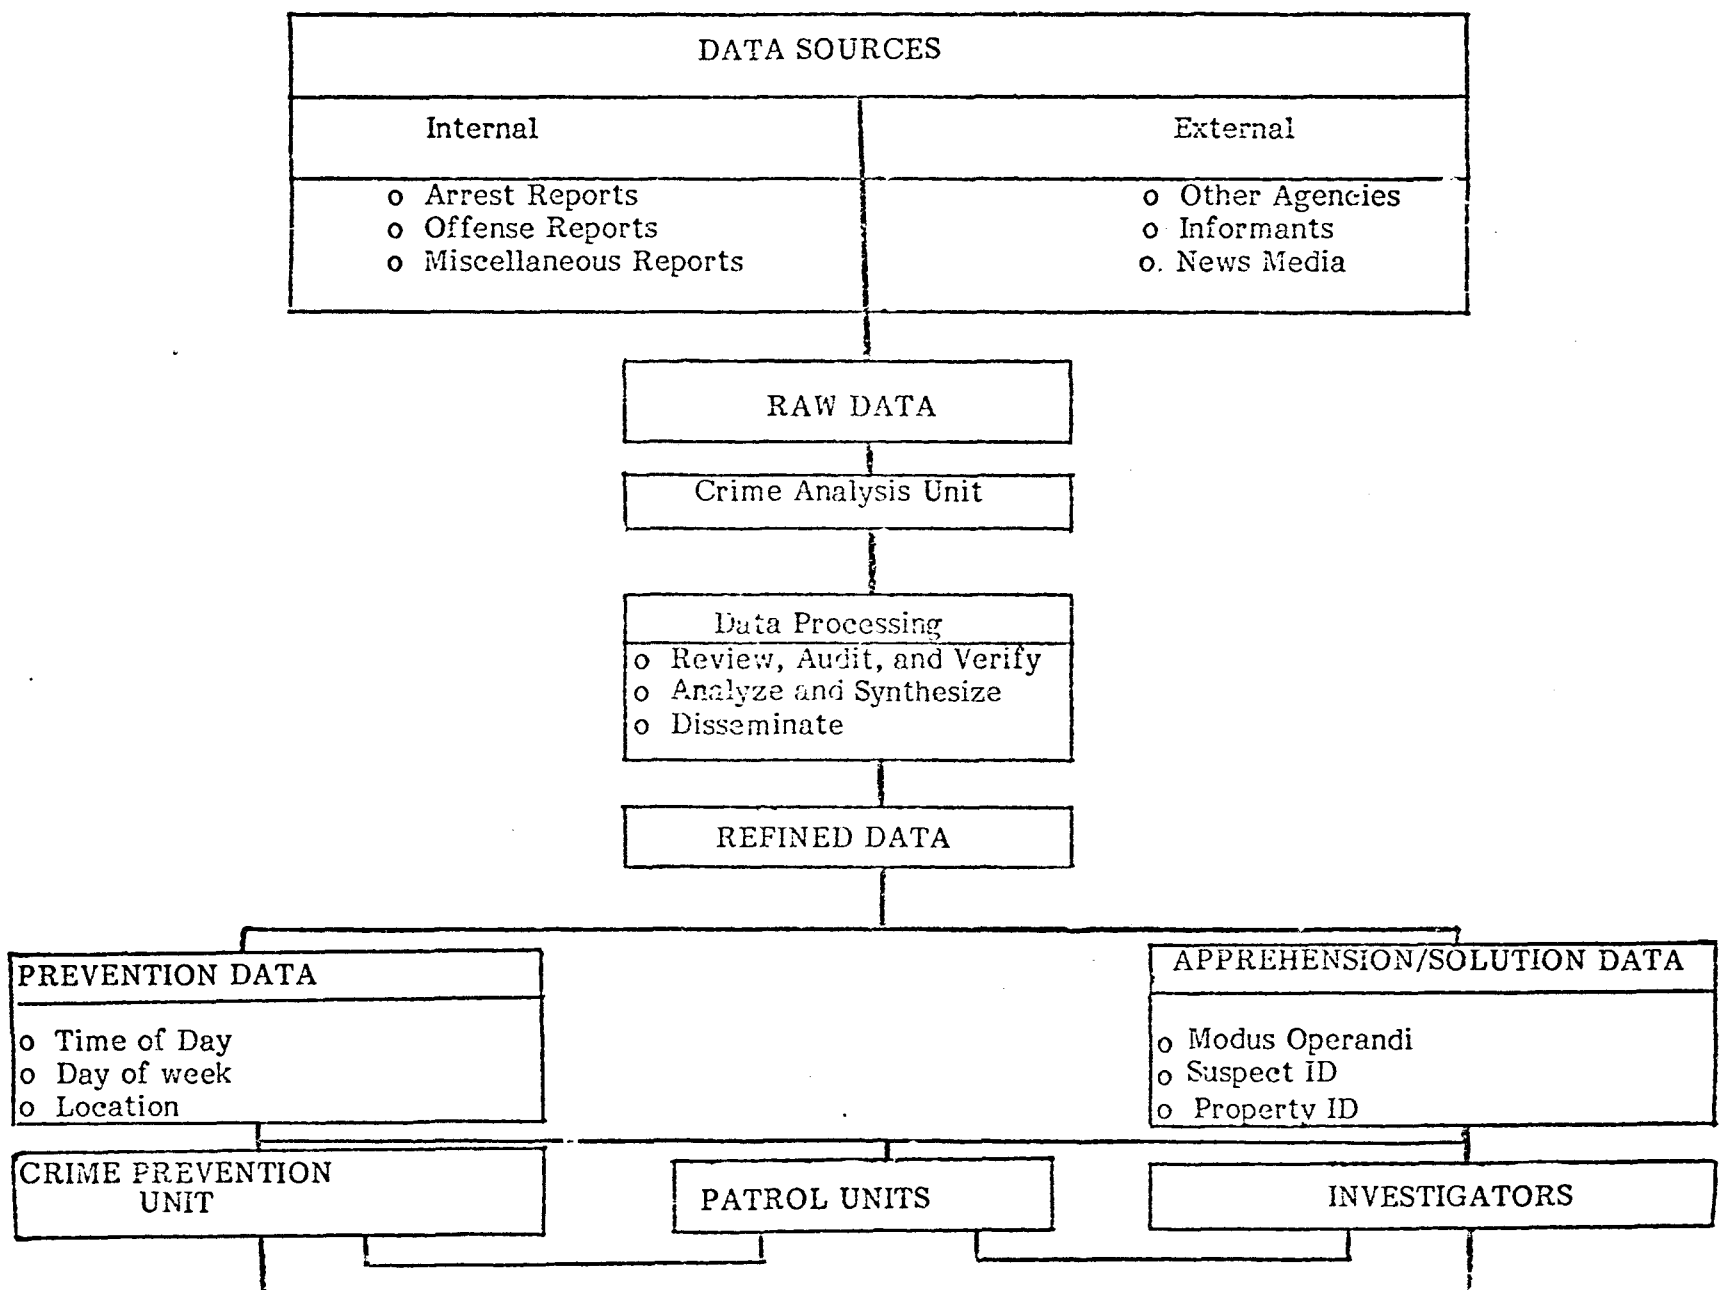 DATA SOURCES
Internal
External
o Arrest Reports
o Offense Reports
o Miscellaneous Reports
o Other Agencies
o Informants
o. News Media
RAW DATA
Crime Analysis Unit
Data Processing
o Review, Audit, and Verify
o Analyze and Synthesize
o Disseminate
REFINED DATA
PREVENTION DATA
o Time of Day
o Day of week
o Location
APPREHENSION/SOLUTION DATA
o Modus Operandi
o Suspect ID
o Property ID
CRIME PREVENTION
UNIT
PATROL UNITS
INVESTIGATORS